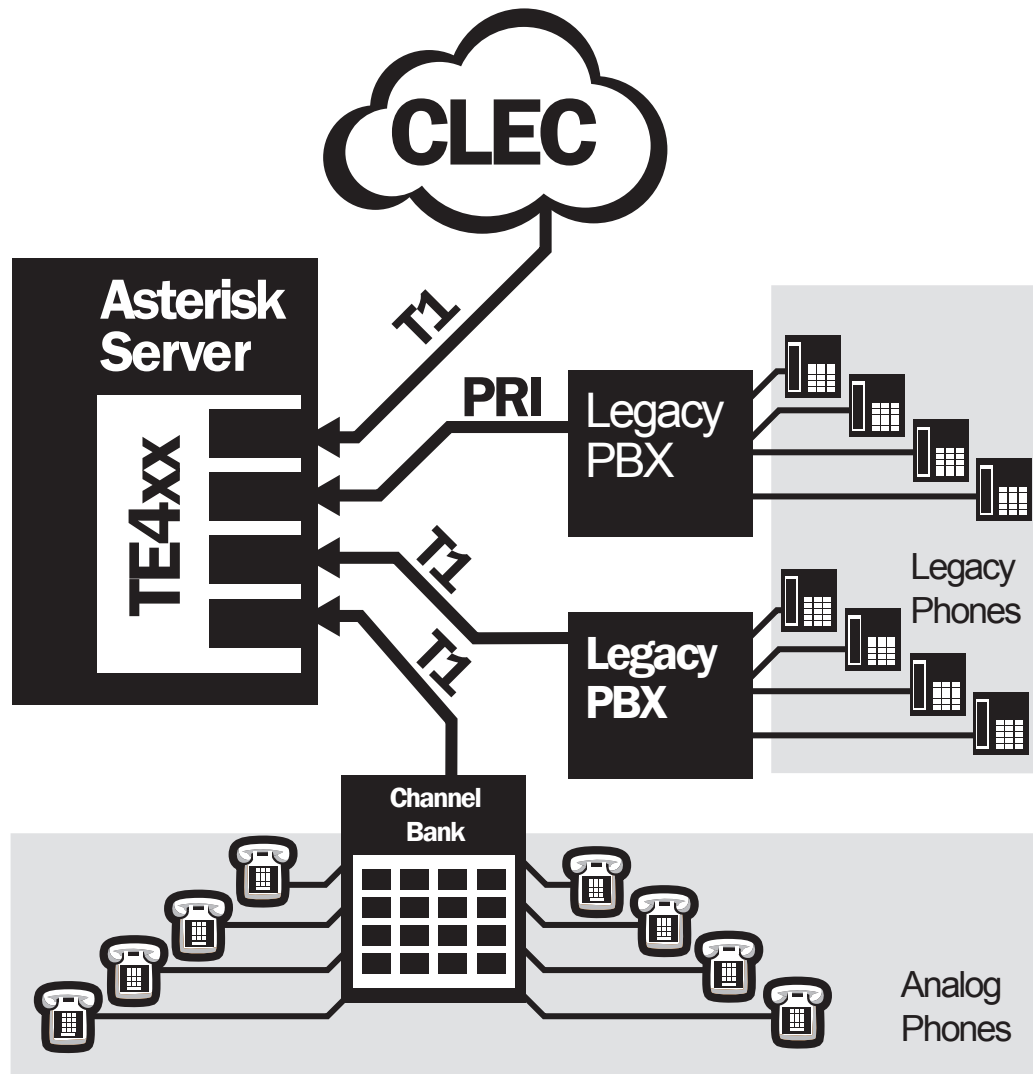 CLEC
Asterisk
Server
T1
PRI
Legacy
PBX
TE4xx
T1
Legacy
Phones
T1
Legacy
PBX
Channel
Bank
Analog
Phones